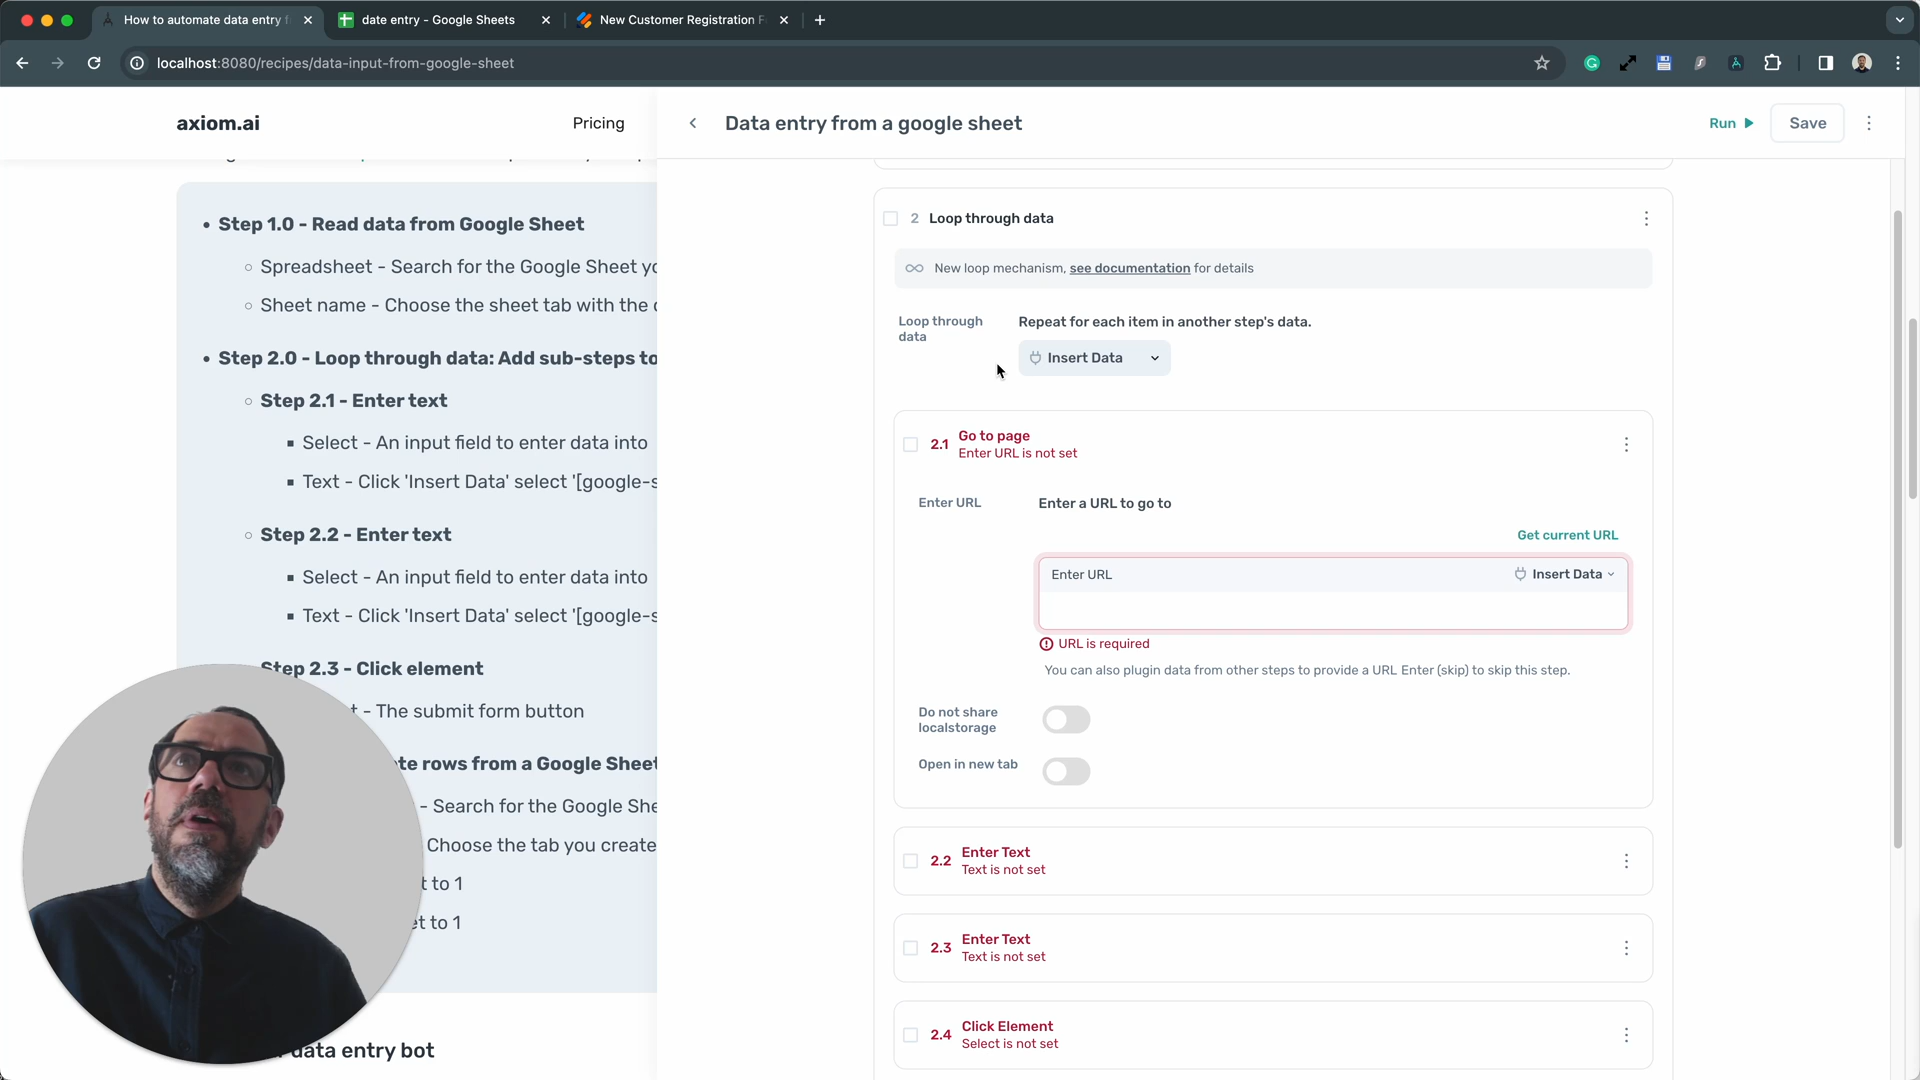 How to automate data entry f
date entry - Google Sheets
New Customer Registration F
localhost:8080/recipes/data-input-from-google-sheet
axiom.ai
Pricing
Data entry from a google sheet
Run
Save
Step 1.0 - Read data from Google Sheet
Spreadsheet - Search for the Google Sheet yo
Sheet name - Choose the sheet tab with the
Step 2.0 - Loop through data: Add sub-steps to
Step 2.1 - Enter text
Select - An input field to enter data into
Text - Click 'Insert Data' select '[google-s
Step 2.2 - Enter text
Select - An input field to enter data into
Text - Click 'Insert Data' select '[google-s
Step 2.3 - Click element
t - The submit form button
te rows from a Google Sheet
- Search for the Google She
Choose the tab you create
t to 1
et to 1
data entry bot
2 Loop through data
New loop mechanism, see documentation for details
Loop through data
Repeat for each item in another step's data.
Insert Data
2.1 Go to page
Enter URL is not set
Enter URL
Enter a URL to go to
Get current URL
Enter URL
Insert Data
URL is required
You can also plugin data from other steps to provide a URL Enter (skip) to skip this step.
Do not share
localstorage
Open in new tab
2.2 Enter Text
Text is not set
2.3 Enter Text
Text is not set
2.4 Click Element
Select is not set